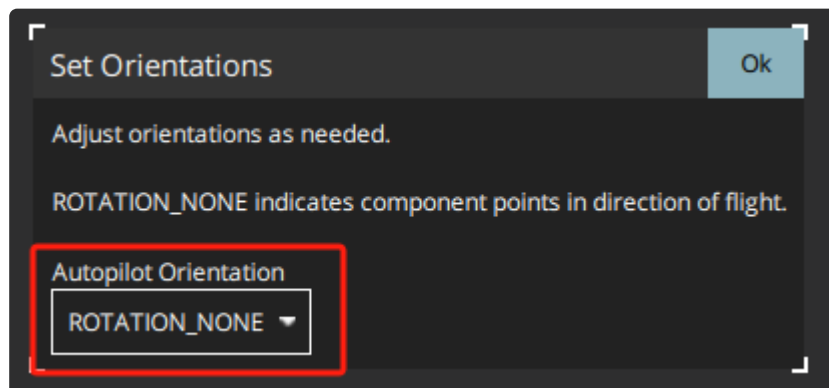 Set Orientations
Ok
Adjust orientations as needed.
ROTATION_NONE indicates component points in direction of flight.
Autopilot Orientation
ROTATION_NONE